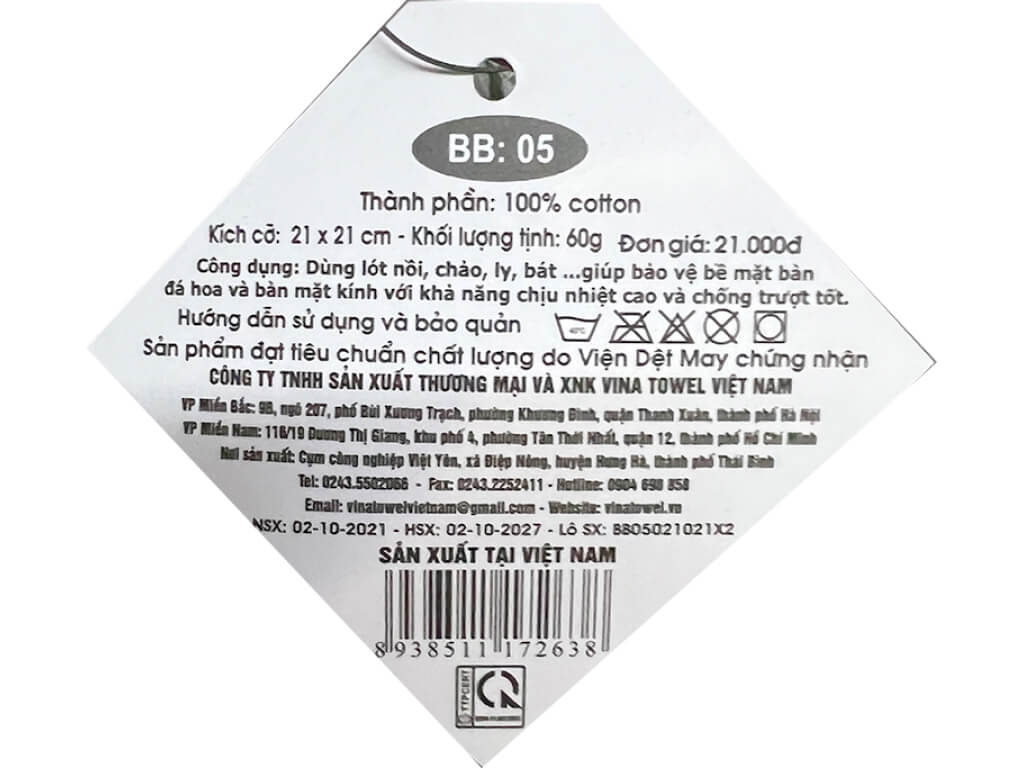 BB: 05
Thành phần: 100% cotton
Kích cỡ: 21 x 21 cm - Khối lượng tịnh: 60g Đơn giá: 21.000đ
Công dụng: Dùng lót nồi, chảo, ly, bát ...giúp bảo vệ bề mặt bàn
đá hoa và bàn mặt kính với khả năng chịu nhiệt cao và chống trượt tốt.
Hướng dẫn sử dụng và bảo quản
Sản phẩm đạt tiêu chuẩn chất lượng do Viện Dệt May chứng nhận
CÔNG TY TNHH SẢN XUẤT THƯƠNG MẠI VÀ XNK VINA TOWEL VIỆT NAM
VP Miền Bắc: 9B, ngõ 207, phố Bùi Xương Trạch, phường Khương Đình, quận Thanh Xuân, thành phố Hà Nội
VP Miền Nam: 116/19 Dương Thị Giang, khu phố 4, phường Tân Thới Nhất, quận 12, thành phố Hồ Chí Minh
Nơi sản xuất: Cụm công nghiệp Việt Yên, xã Điệp Nông, huyện Hưng Hà, thành phố Thái Bình
Tel: 0243.5502066 - Fax: 0243.2252411 - Hotline: 0904 698 858
Email: vinatowelvietnam@gmail.com - Website: vinatowel.vn
NSX: 02-10-2021 - HSX: 02-10-2027 - Lô SX: BB05021021X2
SẢN XUẤT TẠI VIỆT NAM
8 938511 172638
TTPCERT